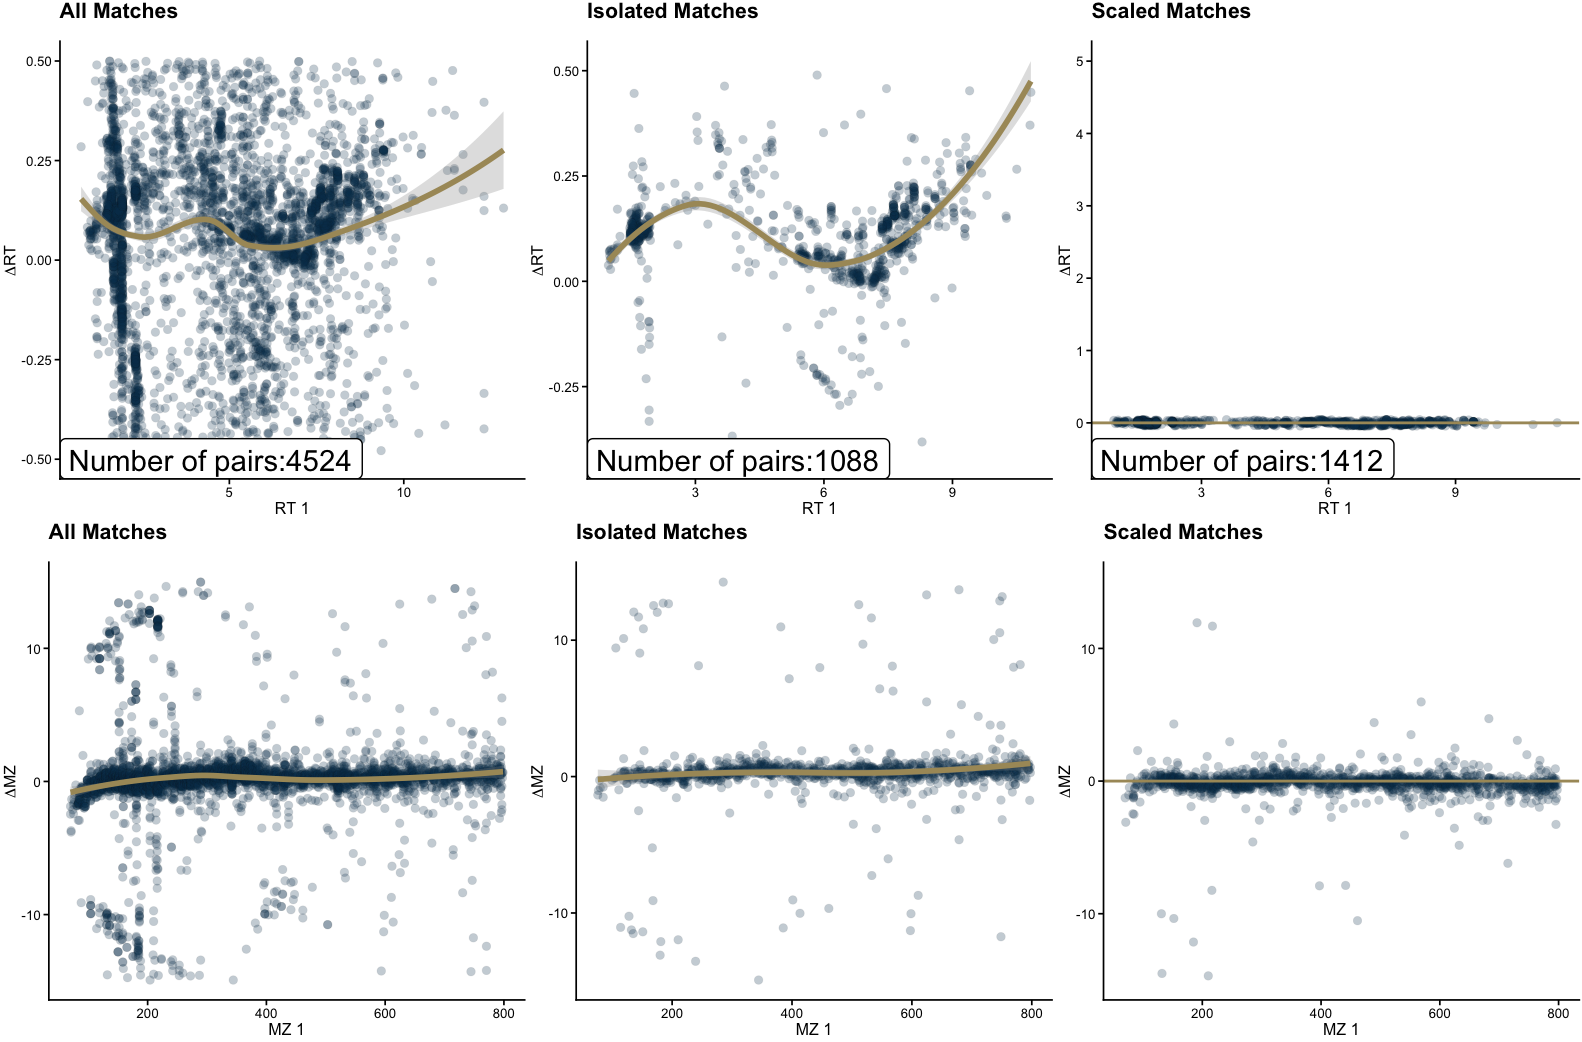 All Matches
Isolated Matches
Scaled Matches
0.50
0.25
0.00
-0.25
-0.50
ΔRT
Number of pairs:4524
5
10
RT 1
0.50
0.25
0.00
-0.25
ΔRT
Number of pairs:1088
3
6
9
RT 1
5
4
3
2
1
0
ΔRT
Number of pairs:1412
3
6
9
RT 1
All Matches
Isolated Matches
Scaled Matches
10
0
-10
ΔMZ
200
400
600
800
MZ 1
10
0
-10
ΔMZ
200
400
600
800
MZ 1
10
0
-10
ΔMZ
200
400
600
800
MZ 1